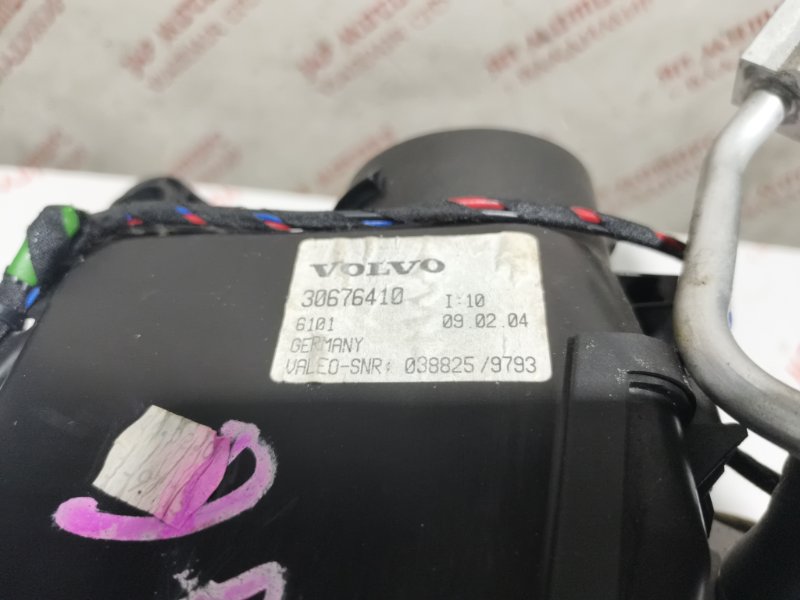 VOLVO
30676410 I:10
6101 09.02.04
GERMANY
VALEO-SNR: 038825/9793